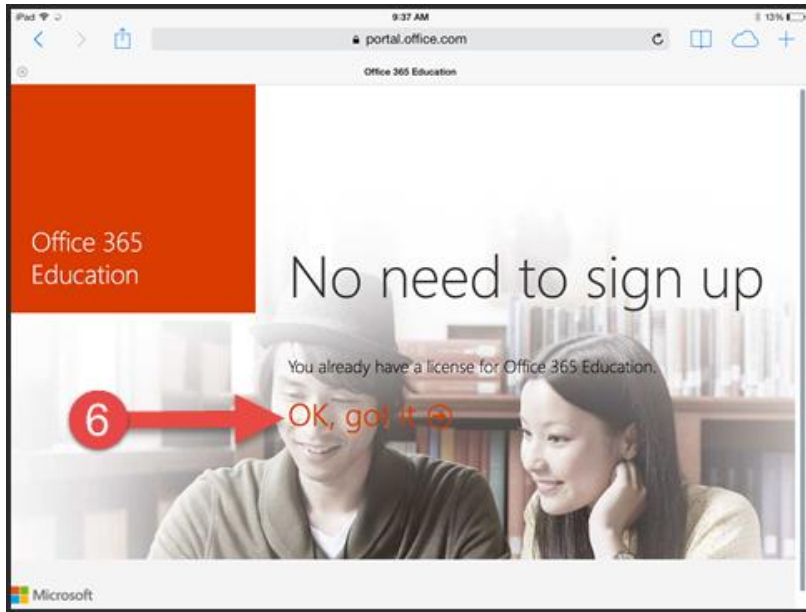 iPad
9:37 AM
13%
portal.office.com
Office 365 Education
Office 365
Education
No need to sign up
You already have a license for Office 365 Education.
6
OK, got it
Microsoft